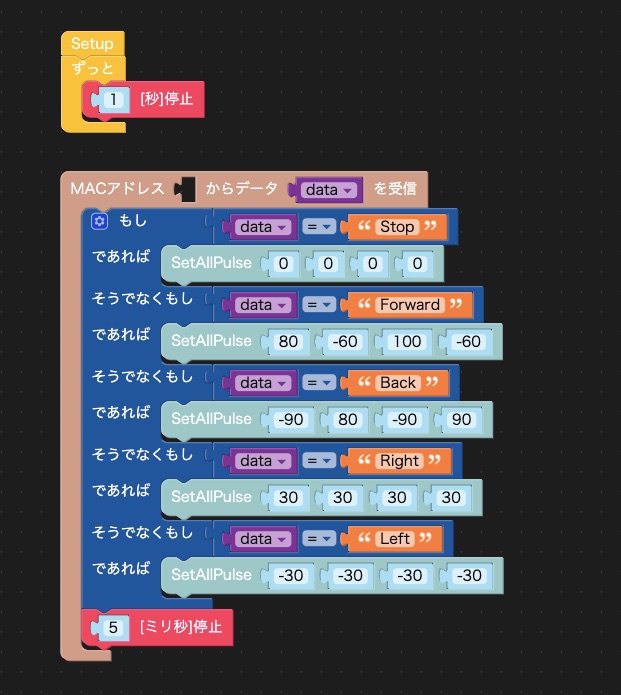 Setup
ずっと
1 [秒]停止
MACアドレス からデータ data を受信
もし data = “ Stop ”
であれば SetAllPulse 0 0 0 0
そうでなくもし data = “ Forward ”
であれば SetAllPulse 80 -60 100 -60
そうでなくもし data = “ Back ”
であれば SetAllPulse -90 80 -90 90
そうでなくもし data = “ Right ”
であれば SetAllPulse 30 30 30 30
そうでなくもし data = “ Left ”
であれば SetAllPulse -30 -30 -30 -30
5 [ミリ秒]停止